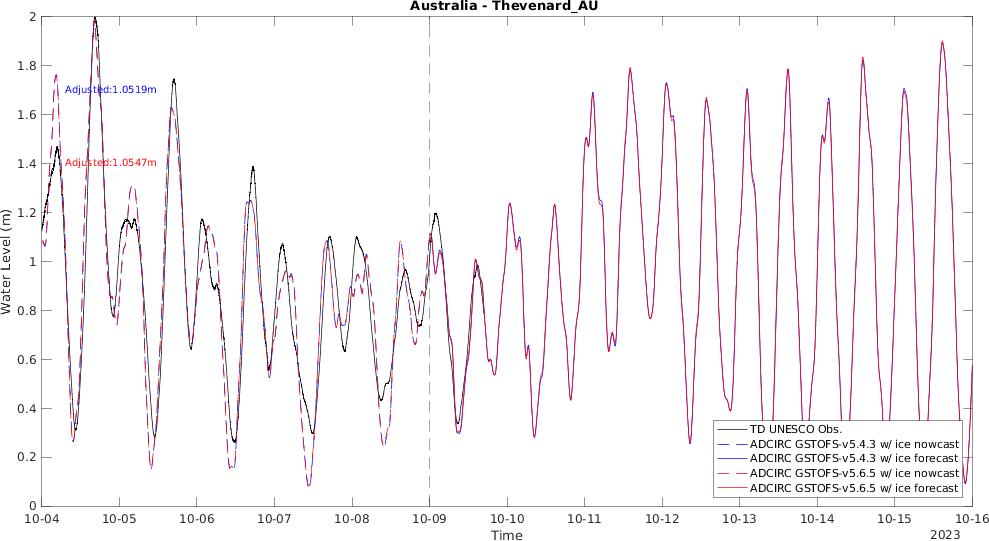 Australia - Thevenard_AU
Water Level (m)
2
1.8
1.6
1.4
1.2
1
0.8
0.6
0.4
0.2
0
Adjusted:1.0519m
Adjusted:1.0547m
TD UNESCO Obs.
ADCIRC GSTOFS-v5.4.3 w/ ice nowcast
ADCIRC GSTOFS-v5.4.3 w/ ice forecast
ADCIRC GSTOFS-v5.6.5 w/ ice nowcast
ADCIRC GSTOFS-v5.6.5 w/ ice forecast
10-04 10-05 10-06 10-07 10-08 10-09 10-10 10-11 10-12 10-13 10-14 10-15 10-16
Time
2023